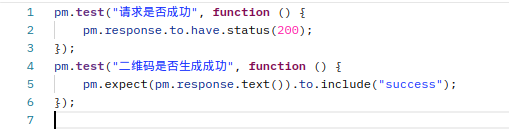 1 pm.test("请求是否成功", function () {
2     pm.response.to.have.status(200);
3 });
4 pm.test("二维码是否生成成功", function () {
5     pm.expect(pm.response.text()).to.include("success");
6 });
7